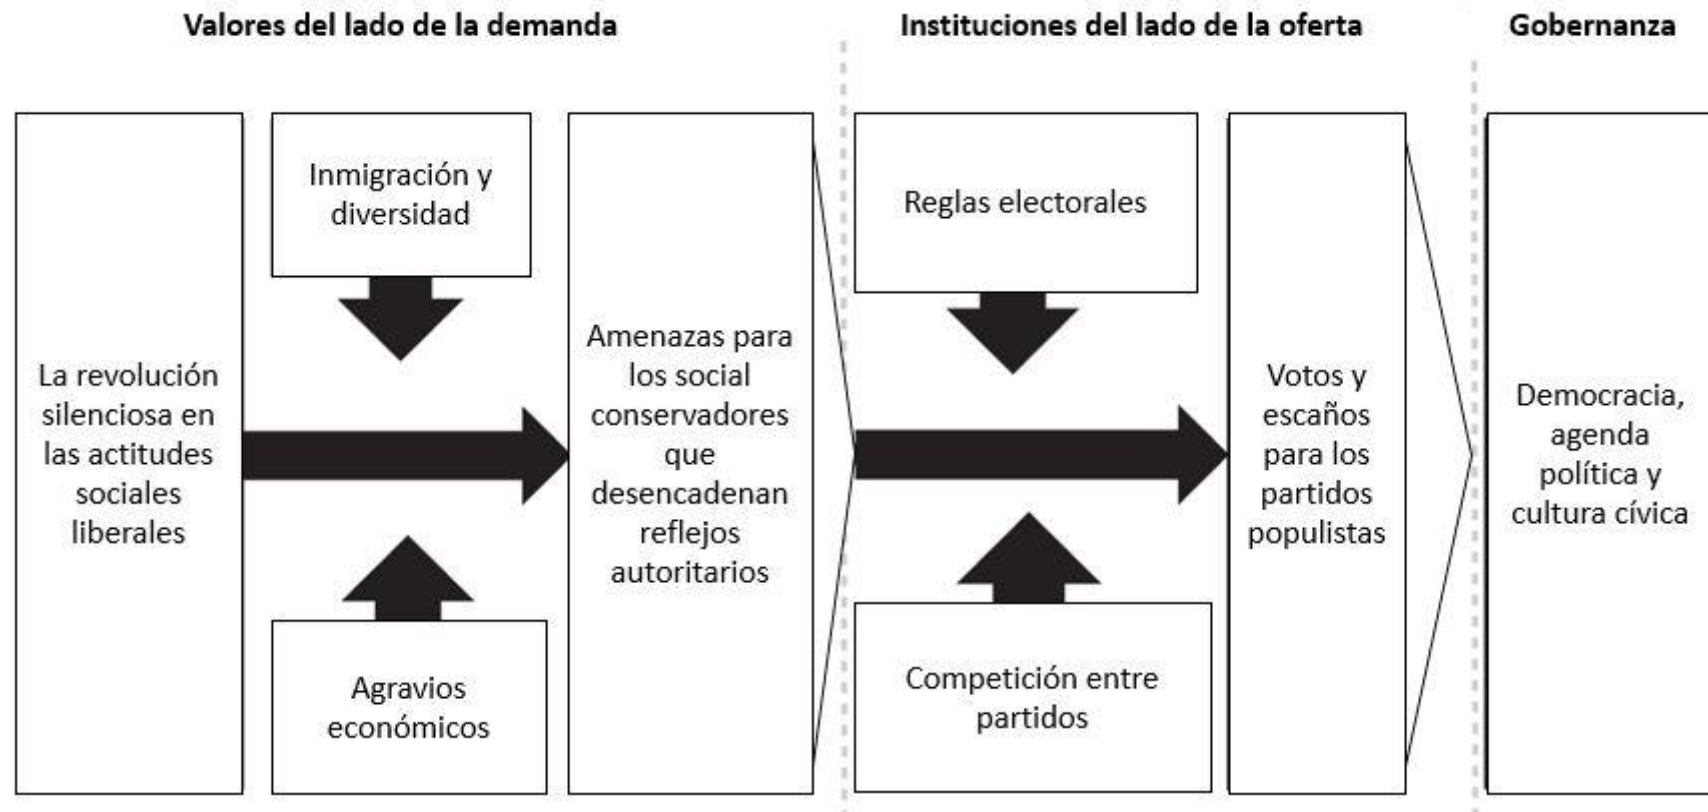 Valores del lado de la demanda
Instituciones del lado de la oferta
Gobernanza
La revolución
silenciosa en
las actitudes
sociales
liberales
Inmigración y
diversidad
Agravios
económicos
Amenazas para
los social
conservadores
que
desencadenan
reflejos
autoritarios
Reglas electorales
Competición entre
partidos
Votos y
escaños
para los
partidos
populistas
Democracia,
agenda
política y
cultura cívica